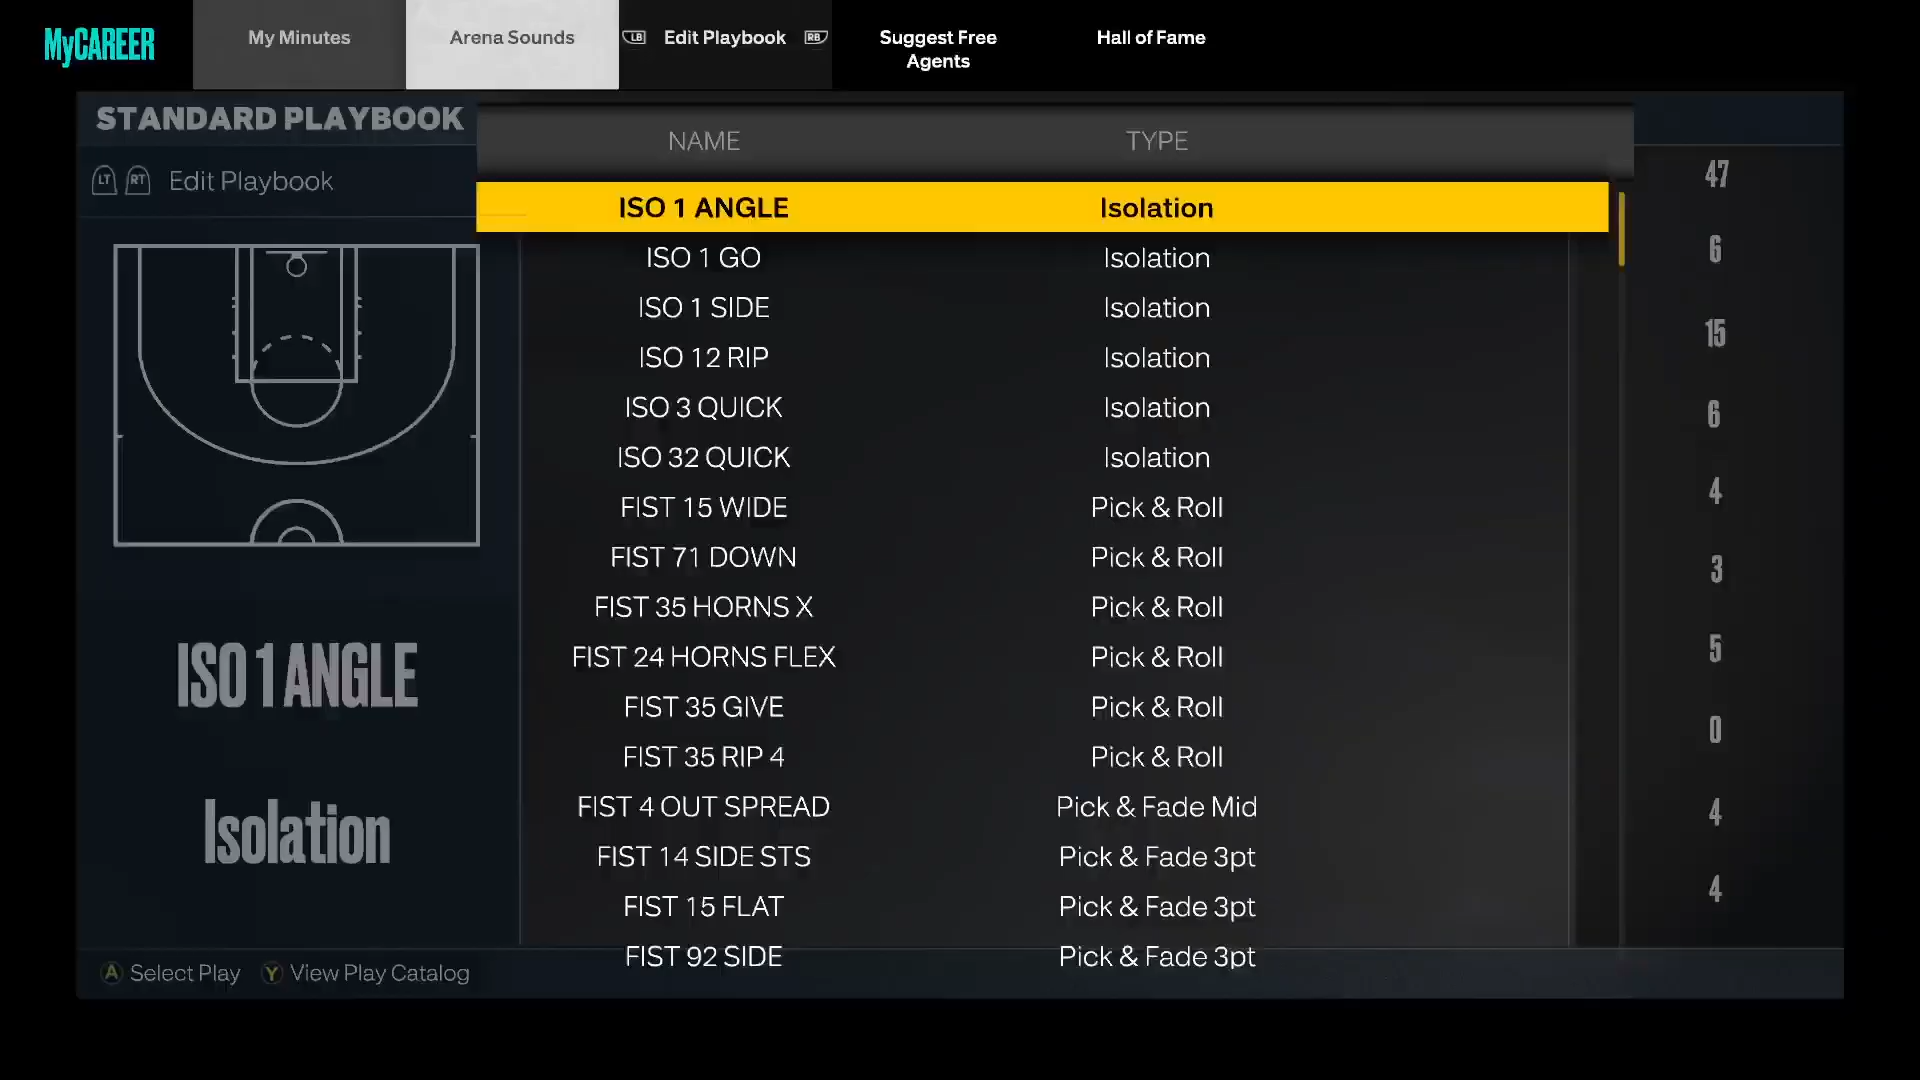 MyCAREER
My Minutes
Arena Sounds
LB Edit Playbook RB
Suggest Free
Agents
Hall of Fame
STANDARD PLAYBOOK
LT RT Edit Playbook
ISO 1 ANGLE
Isolation
NAME TYPE
ISO 1 ANGLE Isolation
ISO 1 GO Isolation
ISO 1 SIDE Isolation
ISO 12 RIP Isolation
ISO 3 QUICK Isolation
ISO 32 QUICK Isolation
FIST 15 WIDE Pick & Roll
FIST 71 DOWN Pick & Roll
FIST 35 HORNS X Pick & Roll
FIST 24 HORNS FLEX Pick & Roll
FIST 35 GIVE Pick & Roll
FIST 35 RIP 4 Pick & Roll
FIST 4 OUT SPREAD Pick & Fade Mid
FIST 14 SIDE STS Pick & Fade 3pt
FIST 15 FLAT Pick & Fade 3pt
FIST 92 SIDE Pick & Fade 3pt
47
6
15
6
4
3
5
0
4
4
A Select Play Y View Play Catalog